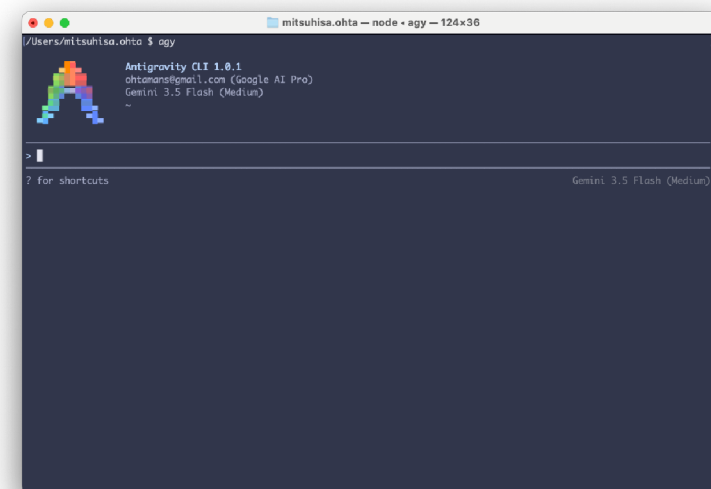 mitsuhisa.ohta — node ◂ agy — 124×36
/Users/mitsuhisa.ohta $ agy
Antigravity CLI 1.0.1
ohtamans@gmail.com (Google AI Pro)
Gemini 3.5 Flash (Medium)
~
>
? for shortcuts
Gemini 3.5 Flash (Medium)